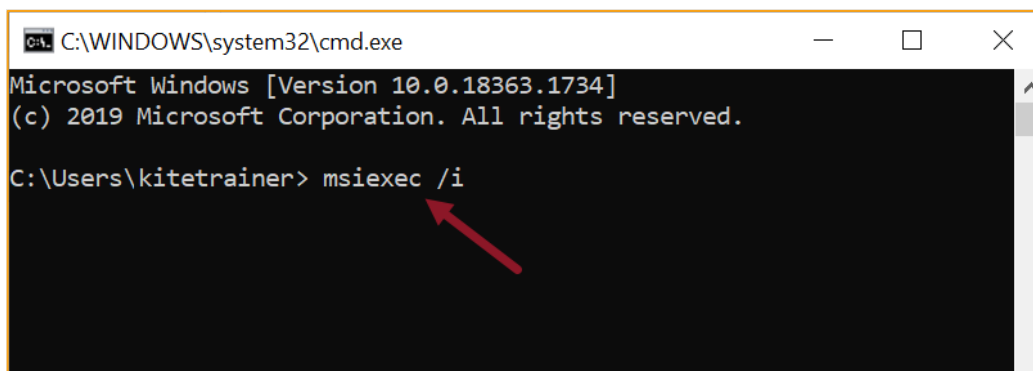 C:\WINDOWS\system32\cmd.exe
Microsoft Windows [Version 10.0.18363.1734]
(c) 2019 Microsoft Corporation. All rights reserved.
C:\Users\kitetrainer> msiexec /i